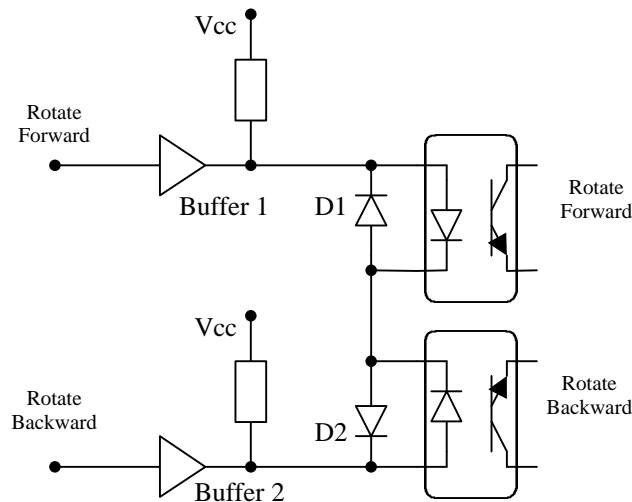 Vcc
Rotate
Forward
Buffer 1
D1
Rotate
Forward
Vcc
Rotate
Backward
D2
Buffer 2
Rotate
Backward